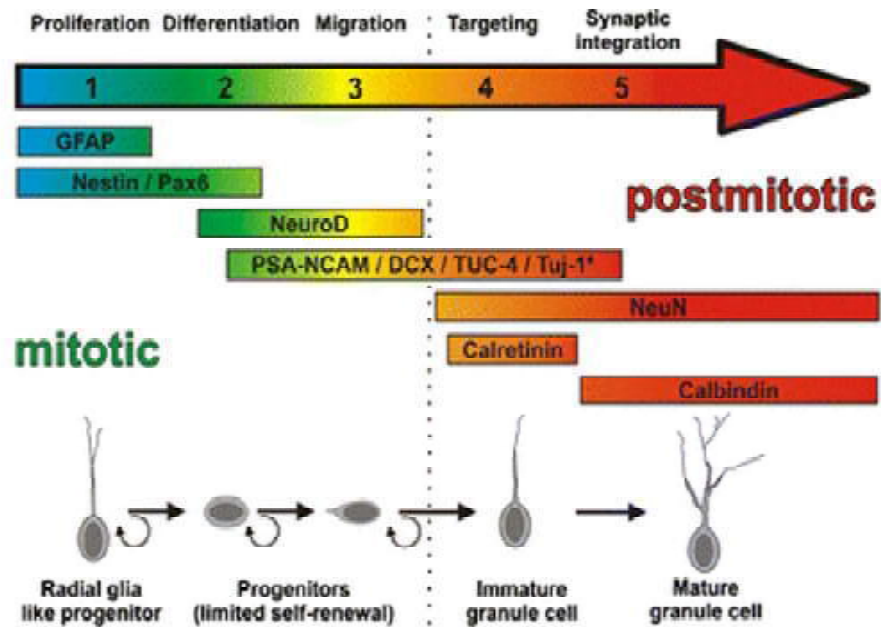 Proliferation Differentiation Migration Targeting Synaptic
integration
1 2 3 4 5
GFAP
Nestin / Pax6
postmitotic
NeuroD
PSA-NCAM / DCX / TUC-4 / Tuj-1*
NeuN
mitotic
Calretinin
Calbindin
Radial glia
like progenitor
Progenitors
(limited self-renewal)
Immature
granule cell
Mature
granule cell